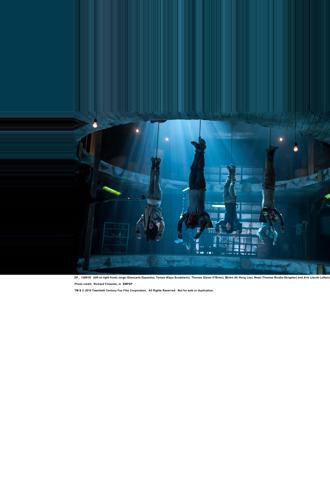 DF_ 13081R (left to right front) Jorge (Giancarlo Esposito), Teresa (Kaya Scodelario), Thomas (Dylan O'Brien), Minho (Ki Hong Lee), Newt (Thomas Brodie-Sangster) and Aris (Jacob Lofland
Photo credit: Richard Foreman, Jr. SMPSP
TM & © 2015 Twentieth Century Fox Film Corporation. All Rights Reserved. Not for sale or duplication.